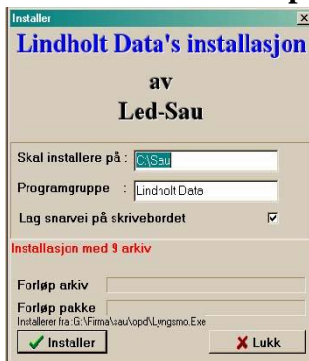 Installer
Lindholt Data's installasjon
av
Led-Sau
Skal installere på : C:\Sau
Programgruppe : Lindholt Data
Lag snarvei på skrivebordet
Installasjon med 9 arkiv
Forløp arkiv
Forløp pakke
Installerer fra:G:\Firma\sau\opd\Lyngsmo.Exe
Installer Lukk